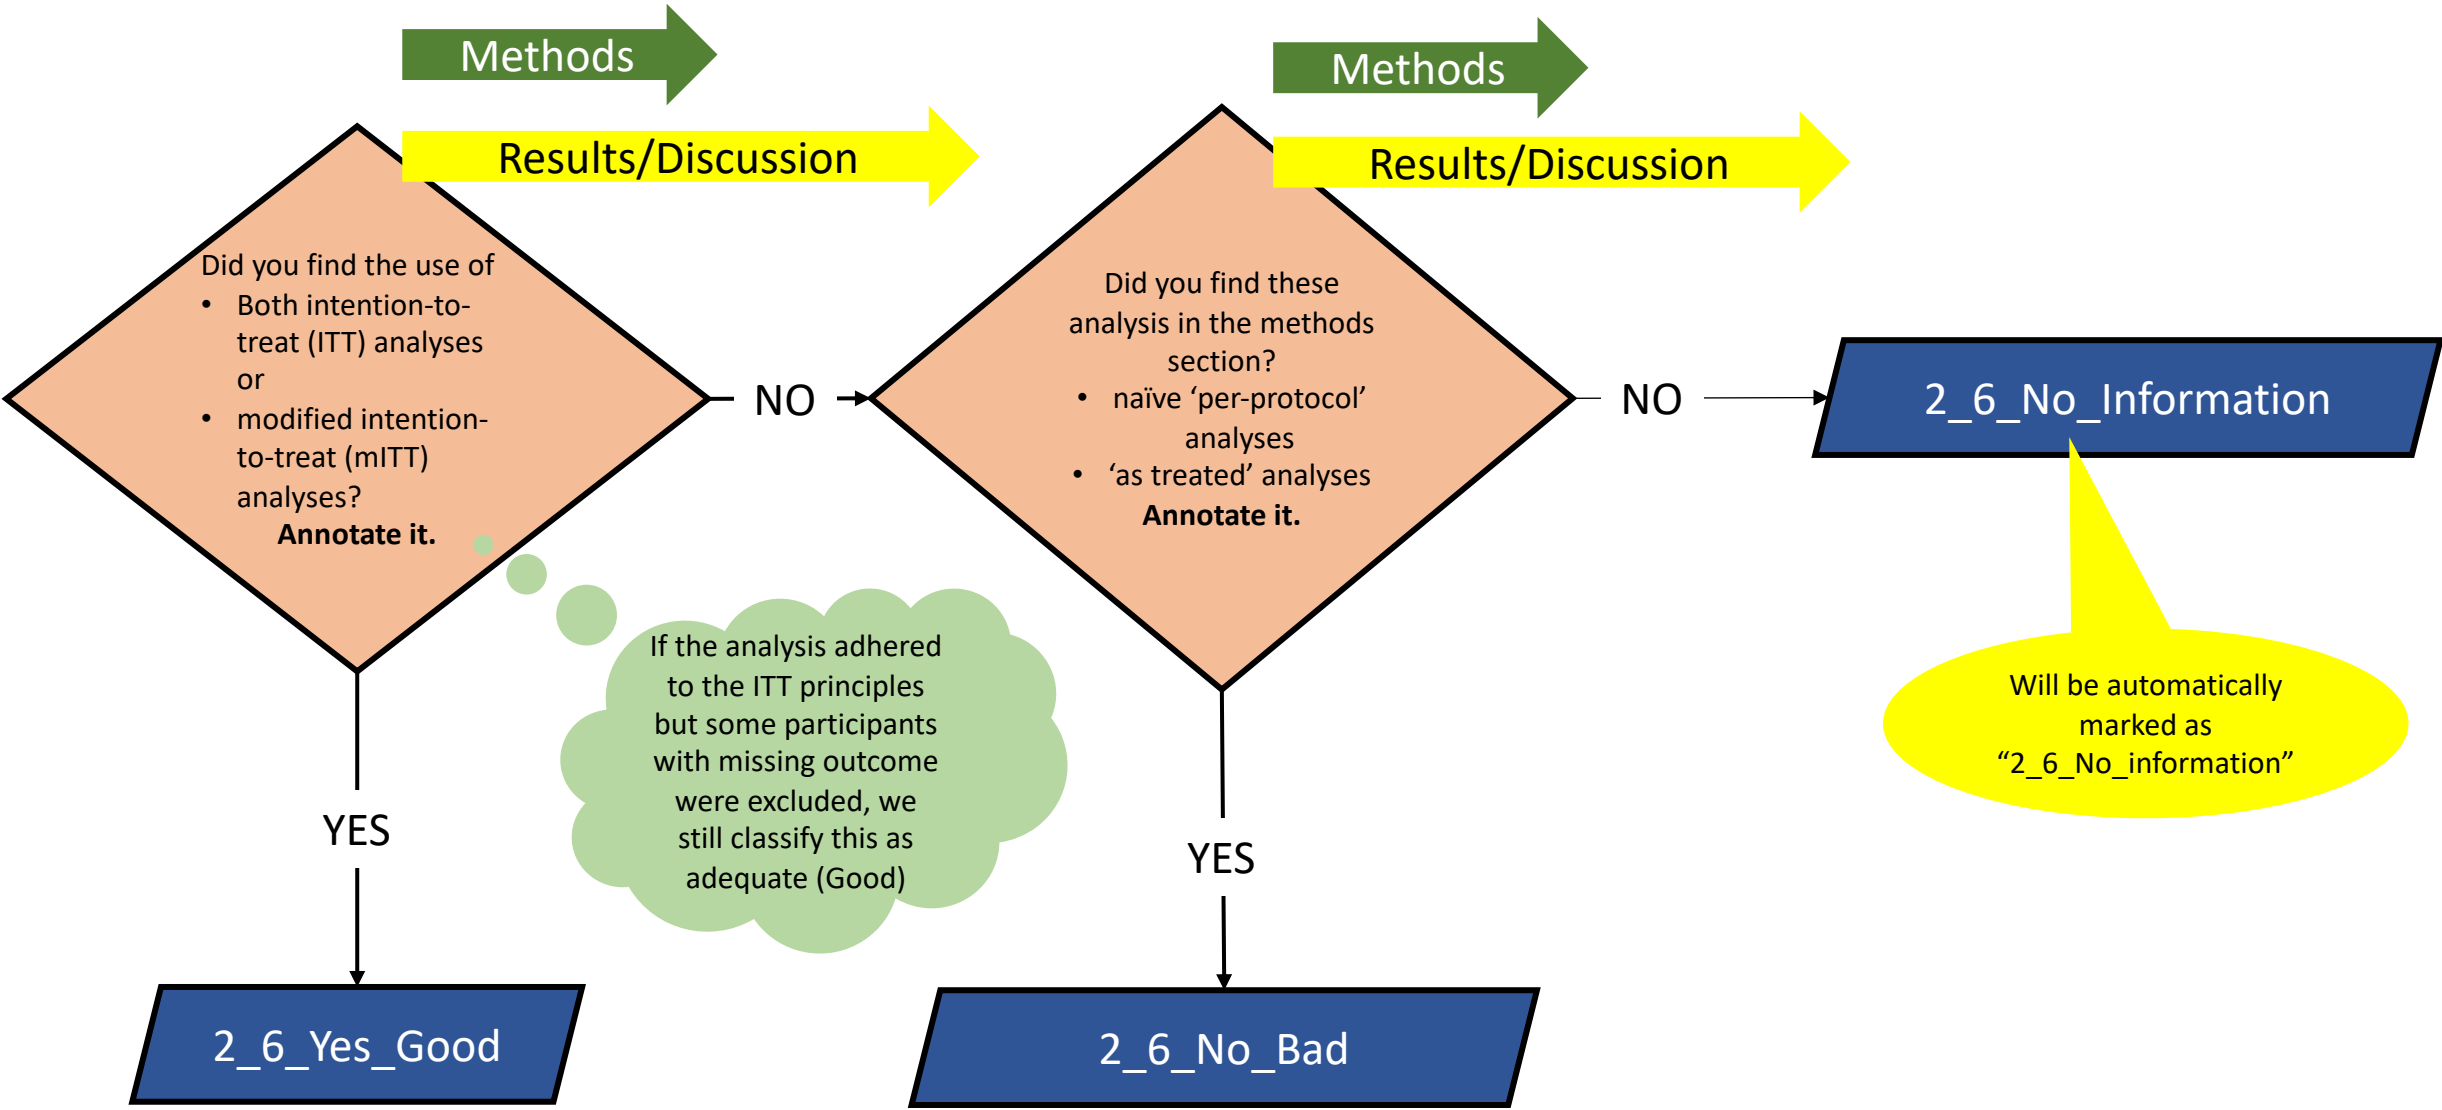 Methods
Results/Discussion
Did you find the use of
• Both intention-to-
treat (ITT) analyses
or
• modified intention-
to-treat (mITT)
analyses?
Annotate it.
NO
YES
2_6_Yes_Good
If the analysis adhered
to the ITT principles
but some participants
with missing outcome
were excluded, we
still classify this as
adequate (Good)
Methods
Results/Discussion
Did you find these
analysis in the methods
section?
• naïve ‘per-protocol’
analyses
• ‘as treated’ analyses
Annotate it.
NO
YES
2_6_No_Bad
2_6_No_Information
Will be automatically
marked as
“2_6_No_information”